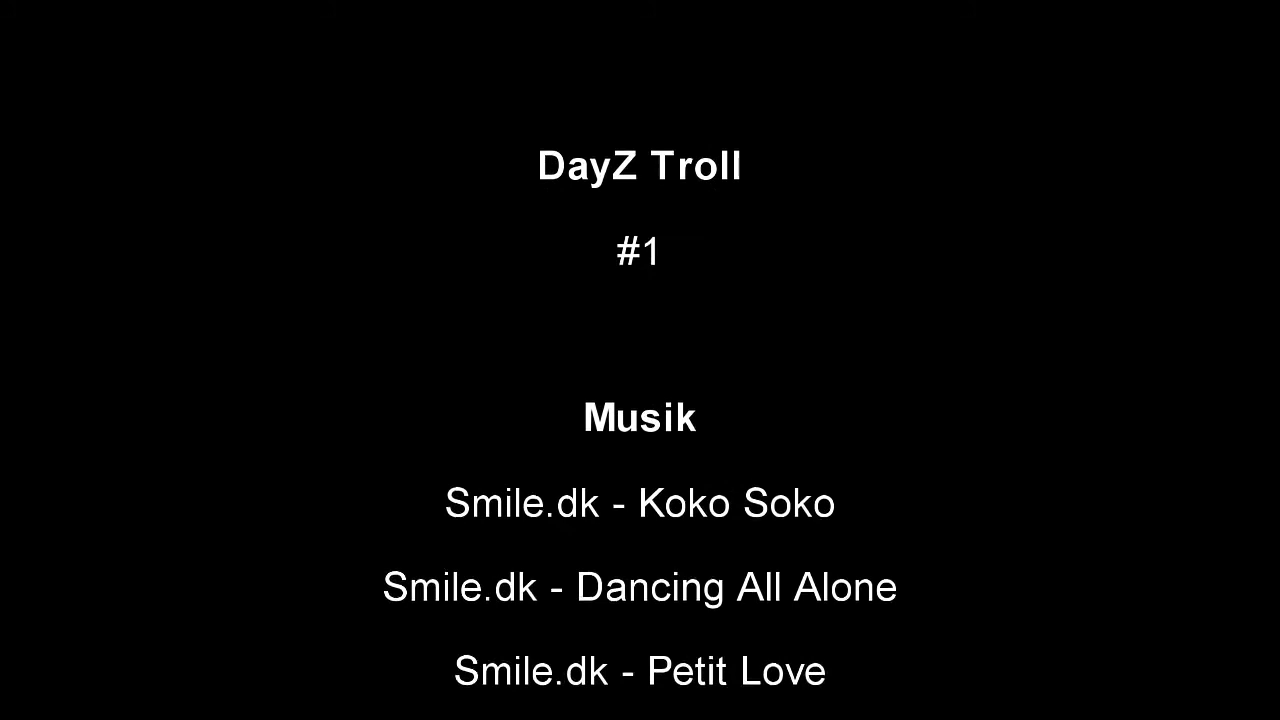 DayZ Troll
#1
Musik
Smile.dk - Koko Soko
Smile.dk - Dancing All Alone
Smile.dk - Petit Love